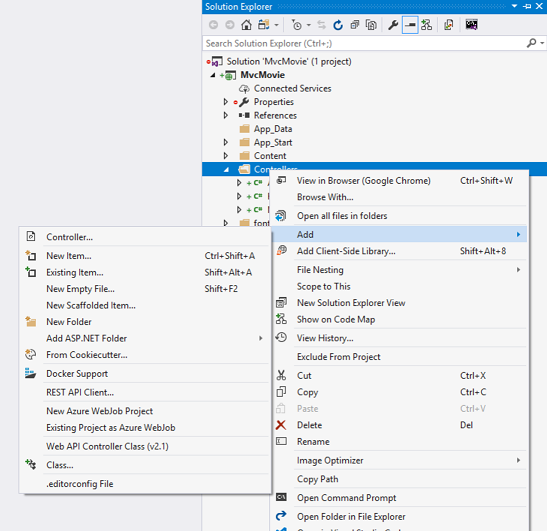 Solution Explorer
Search Solution Explorer (Ctrl+;)
Solution 'MvcMovie' (1 project)
MvcMovie
Connected Services
Properties
References
App_Data
App_Start
Content
Controllers
View in Browser (Google Chrome) Ctrl+Shift+W
Browse With...
Open all files in folders
Add
Add Client-Side Library... Shift+Alt+8
File Nesting
Scope to This
New Solution Explorer View
Show on Code Map
View History...
Exclude From Project
Cut Ctrl+X
Copy Ctrl+C
Paste Ctrl+V
Delete Del
Rename
Image Optimizer
Copy Path
Open Command Prompt
Open Folder in File Explorer
Controller...
New Item... Ctrl+Shift+A
Existing Item... Shift+Alt+A
New Empty File... Shift+F2
New Scaffolded Item...
New Folder
Add ASP.NET Folder
From Cookiecutter...
Docker Support
REST API Client...
New Azure WebJob Project
Existing Project as Azure WebJob
Web API Controller Class (v2.1)
Class...
.editorconfig File